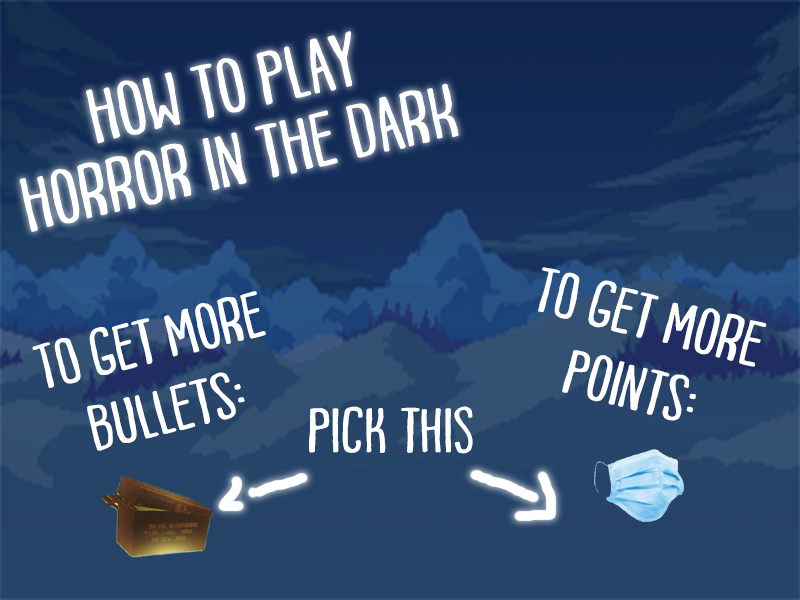 HOW TO PLAY
HORROR IN THE DARK
TO GET MORE
BULLETS:
TO GET MORE
POINTS:
PICK THIS